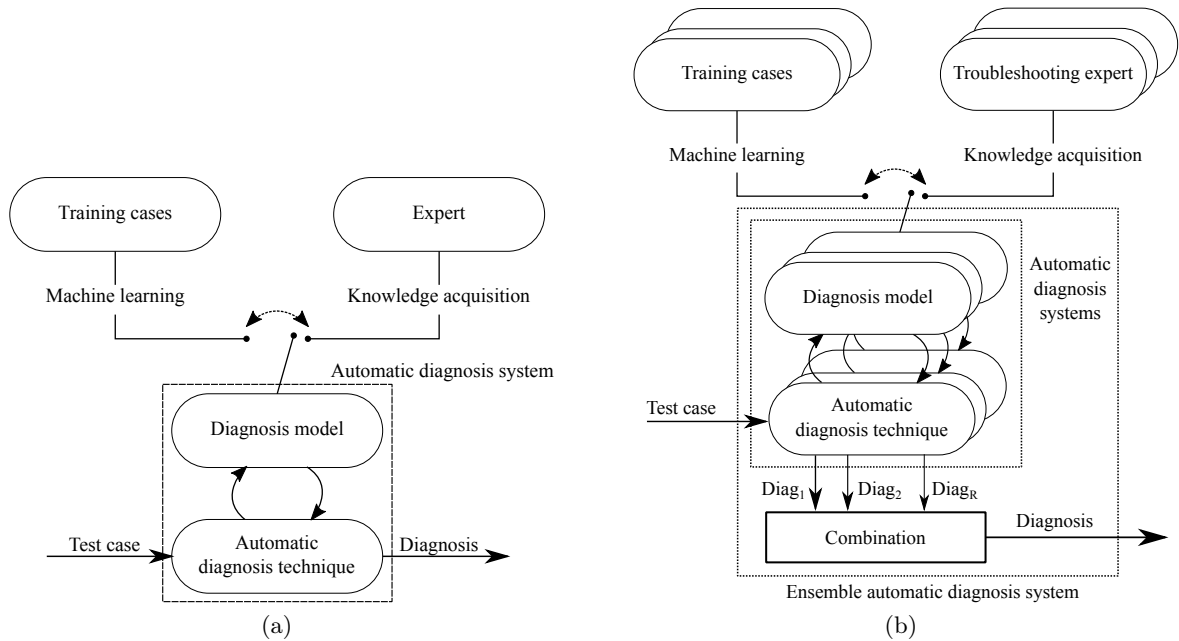 Training cases
Expert
Machine learning
Knowledge acquisition
Automatic diagnosis system
Diagnosis model
Test case
Automatic
diagnosis technique
Diagnosis
(a)
Training cases
Troubleshooting expert
Machine learning
Knowledge acquisition
Automatic
diagnosis
systems
Diagnosis model
Test case
Automatic
diagnosis technique
Diag₁
Diag₂
Diag_R
Combination
Diagnosis
Ensemble automatic diagnosis system
(b)